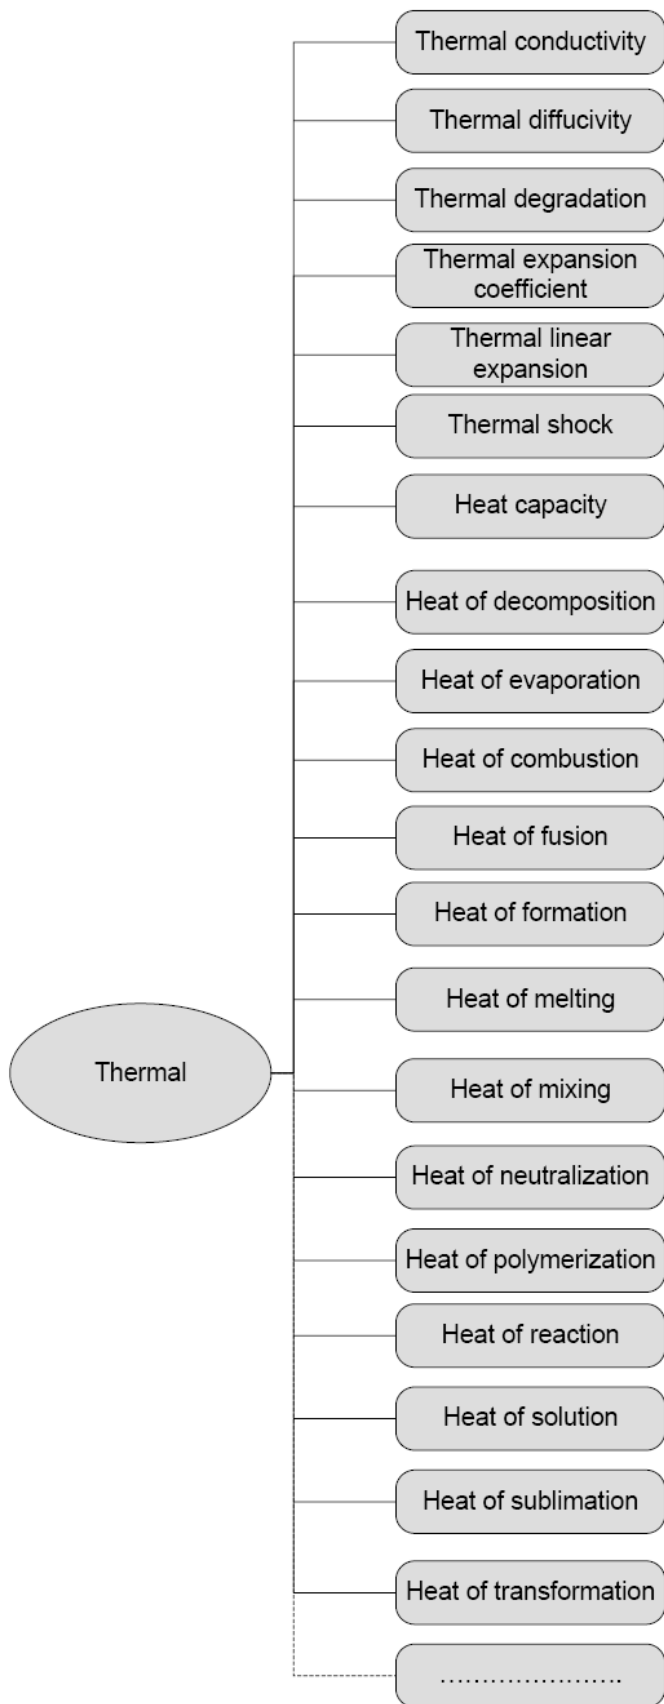 Thermal conductivity
Thermal diffucivity
Thermal degradation
Thermal expansion
coefficient
Thermal linear
expansion
Thermal shock
Heat capacity
Heat of decomposition
Heat of evaporation
Heat of combustion
Heat of fusion
Heat of formation
Heat of melting
Thermal
Heat of mixing
Heat of neutralization
Heat of polymerization
Heat of reaction
Heat of solution
Heat of sublimation
Heat of transformation
…………………..